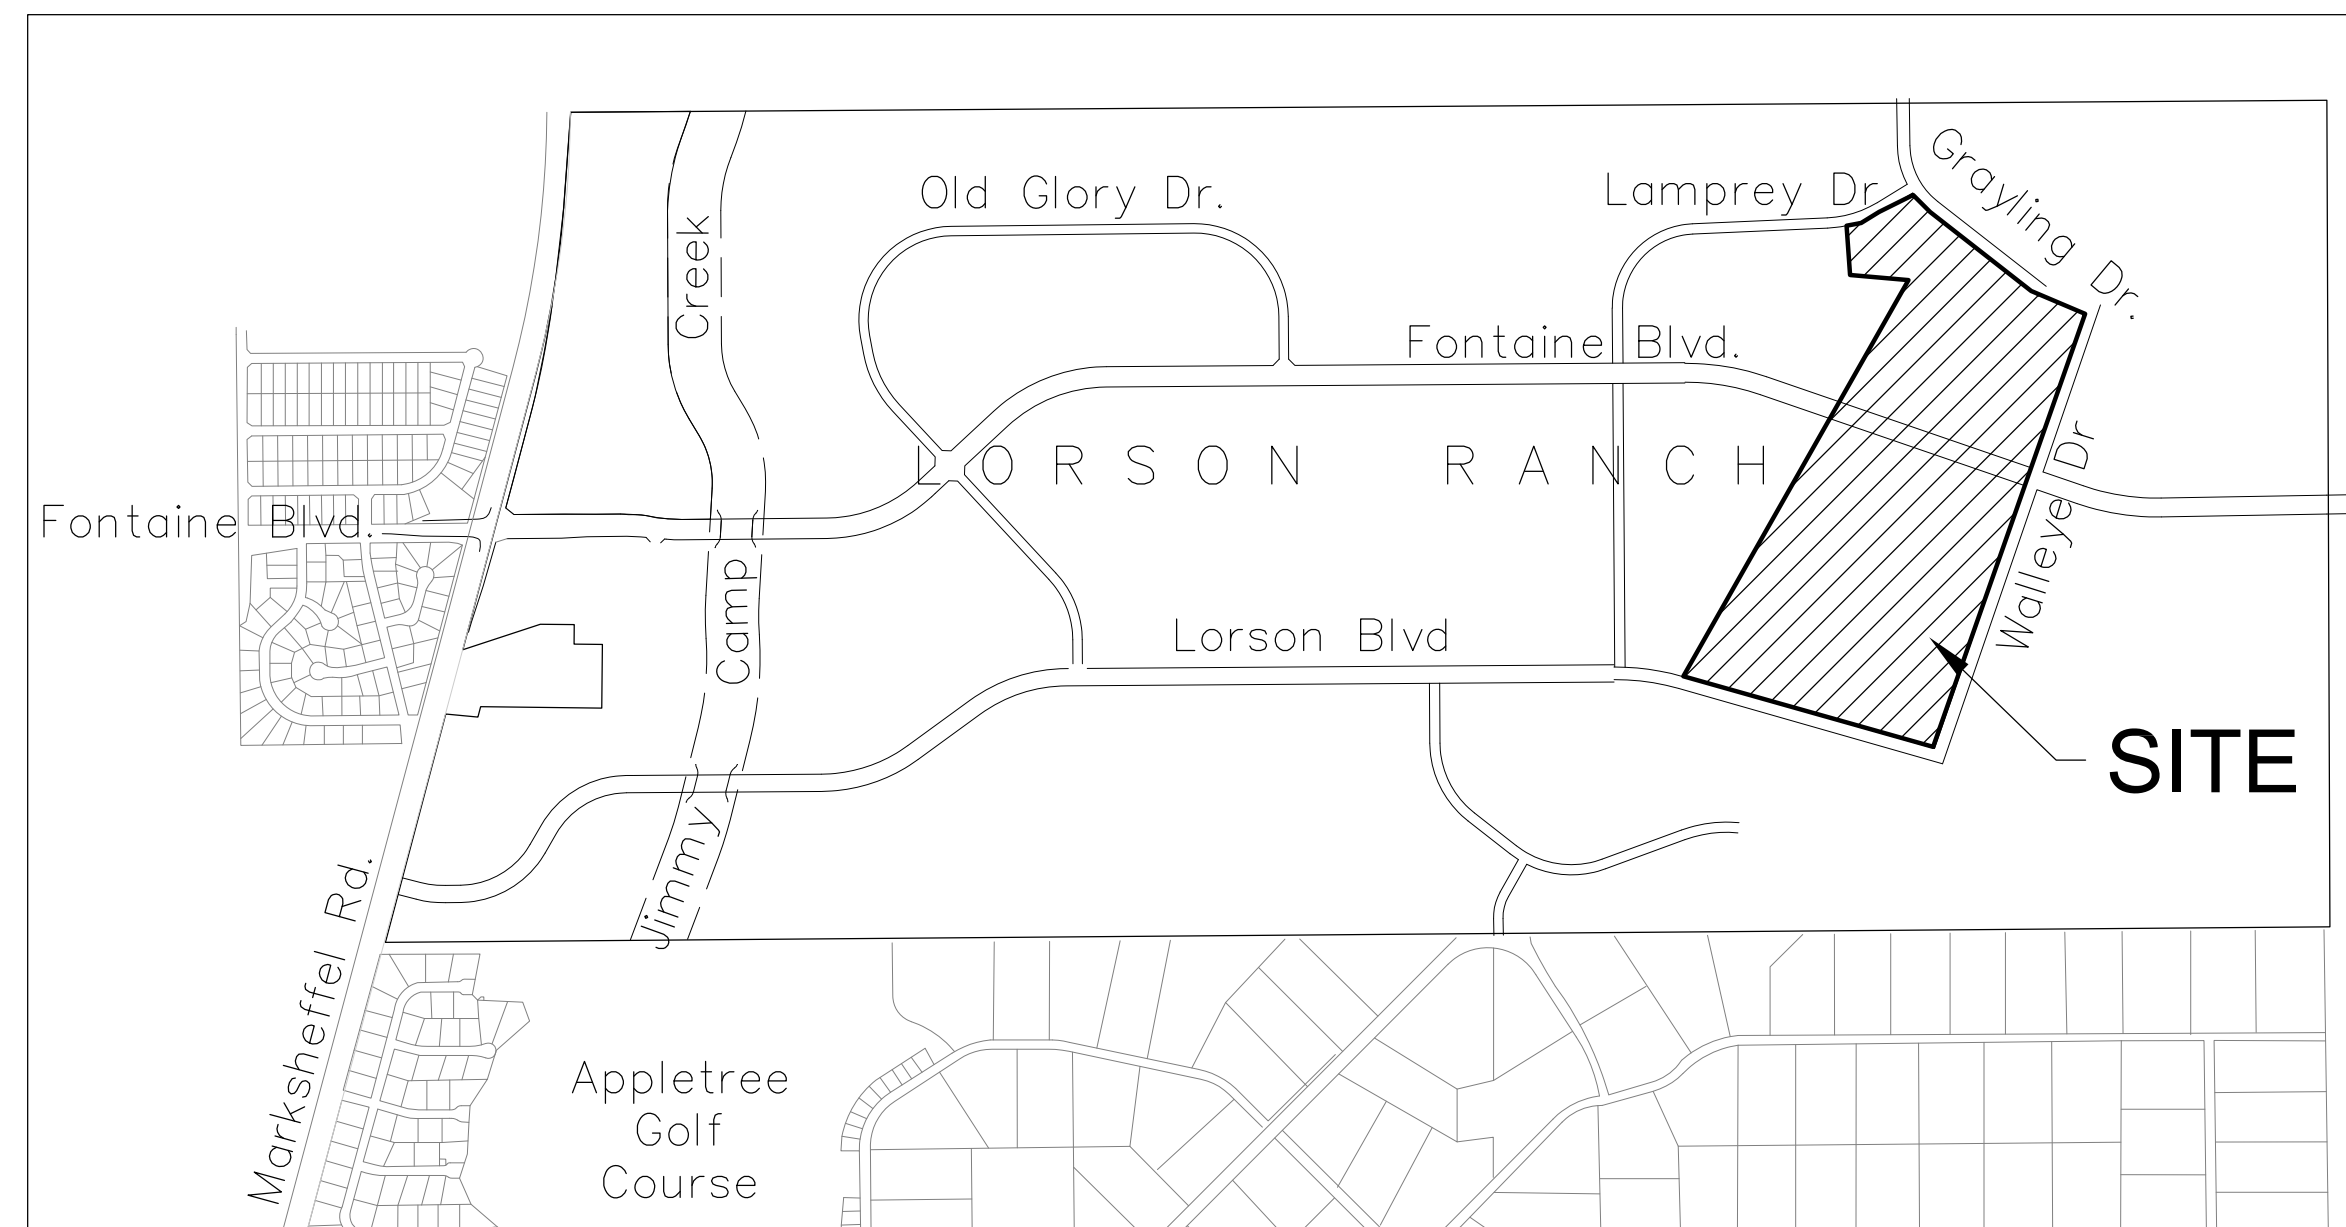 Old Glory Dr.
Lamprey Dr
Grayling Dr.
Fontaine Blvd.
LORSON RANCH
Fontaine Blvd.
Jimmy Camp Creek
Lorson Blvd
Walleye Dr
SITE
Marksheffel Rd.
Appletree
Golf
Course